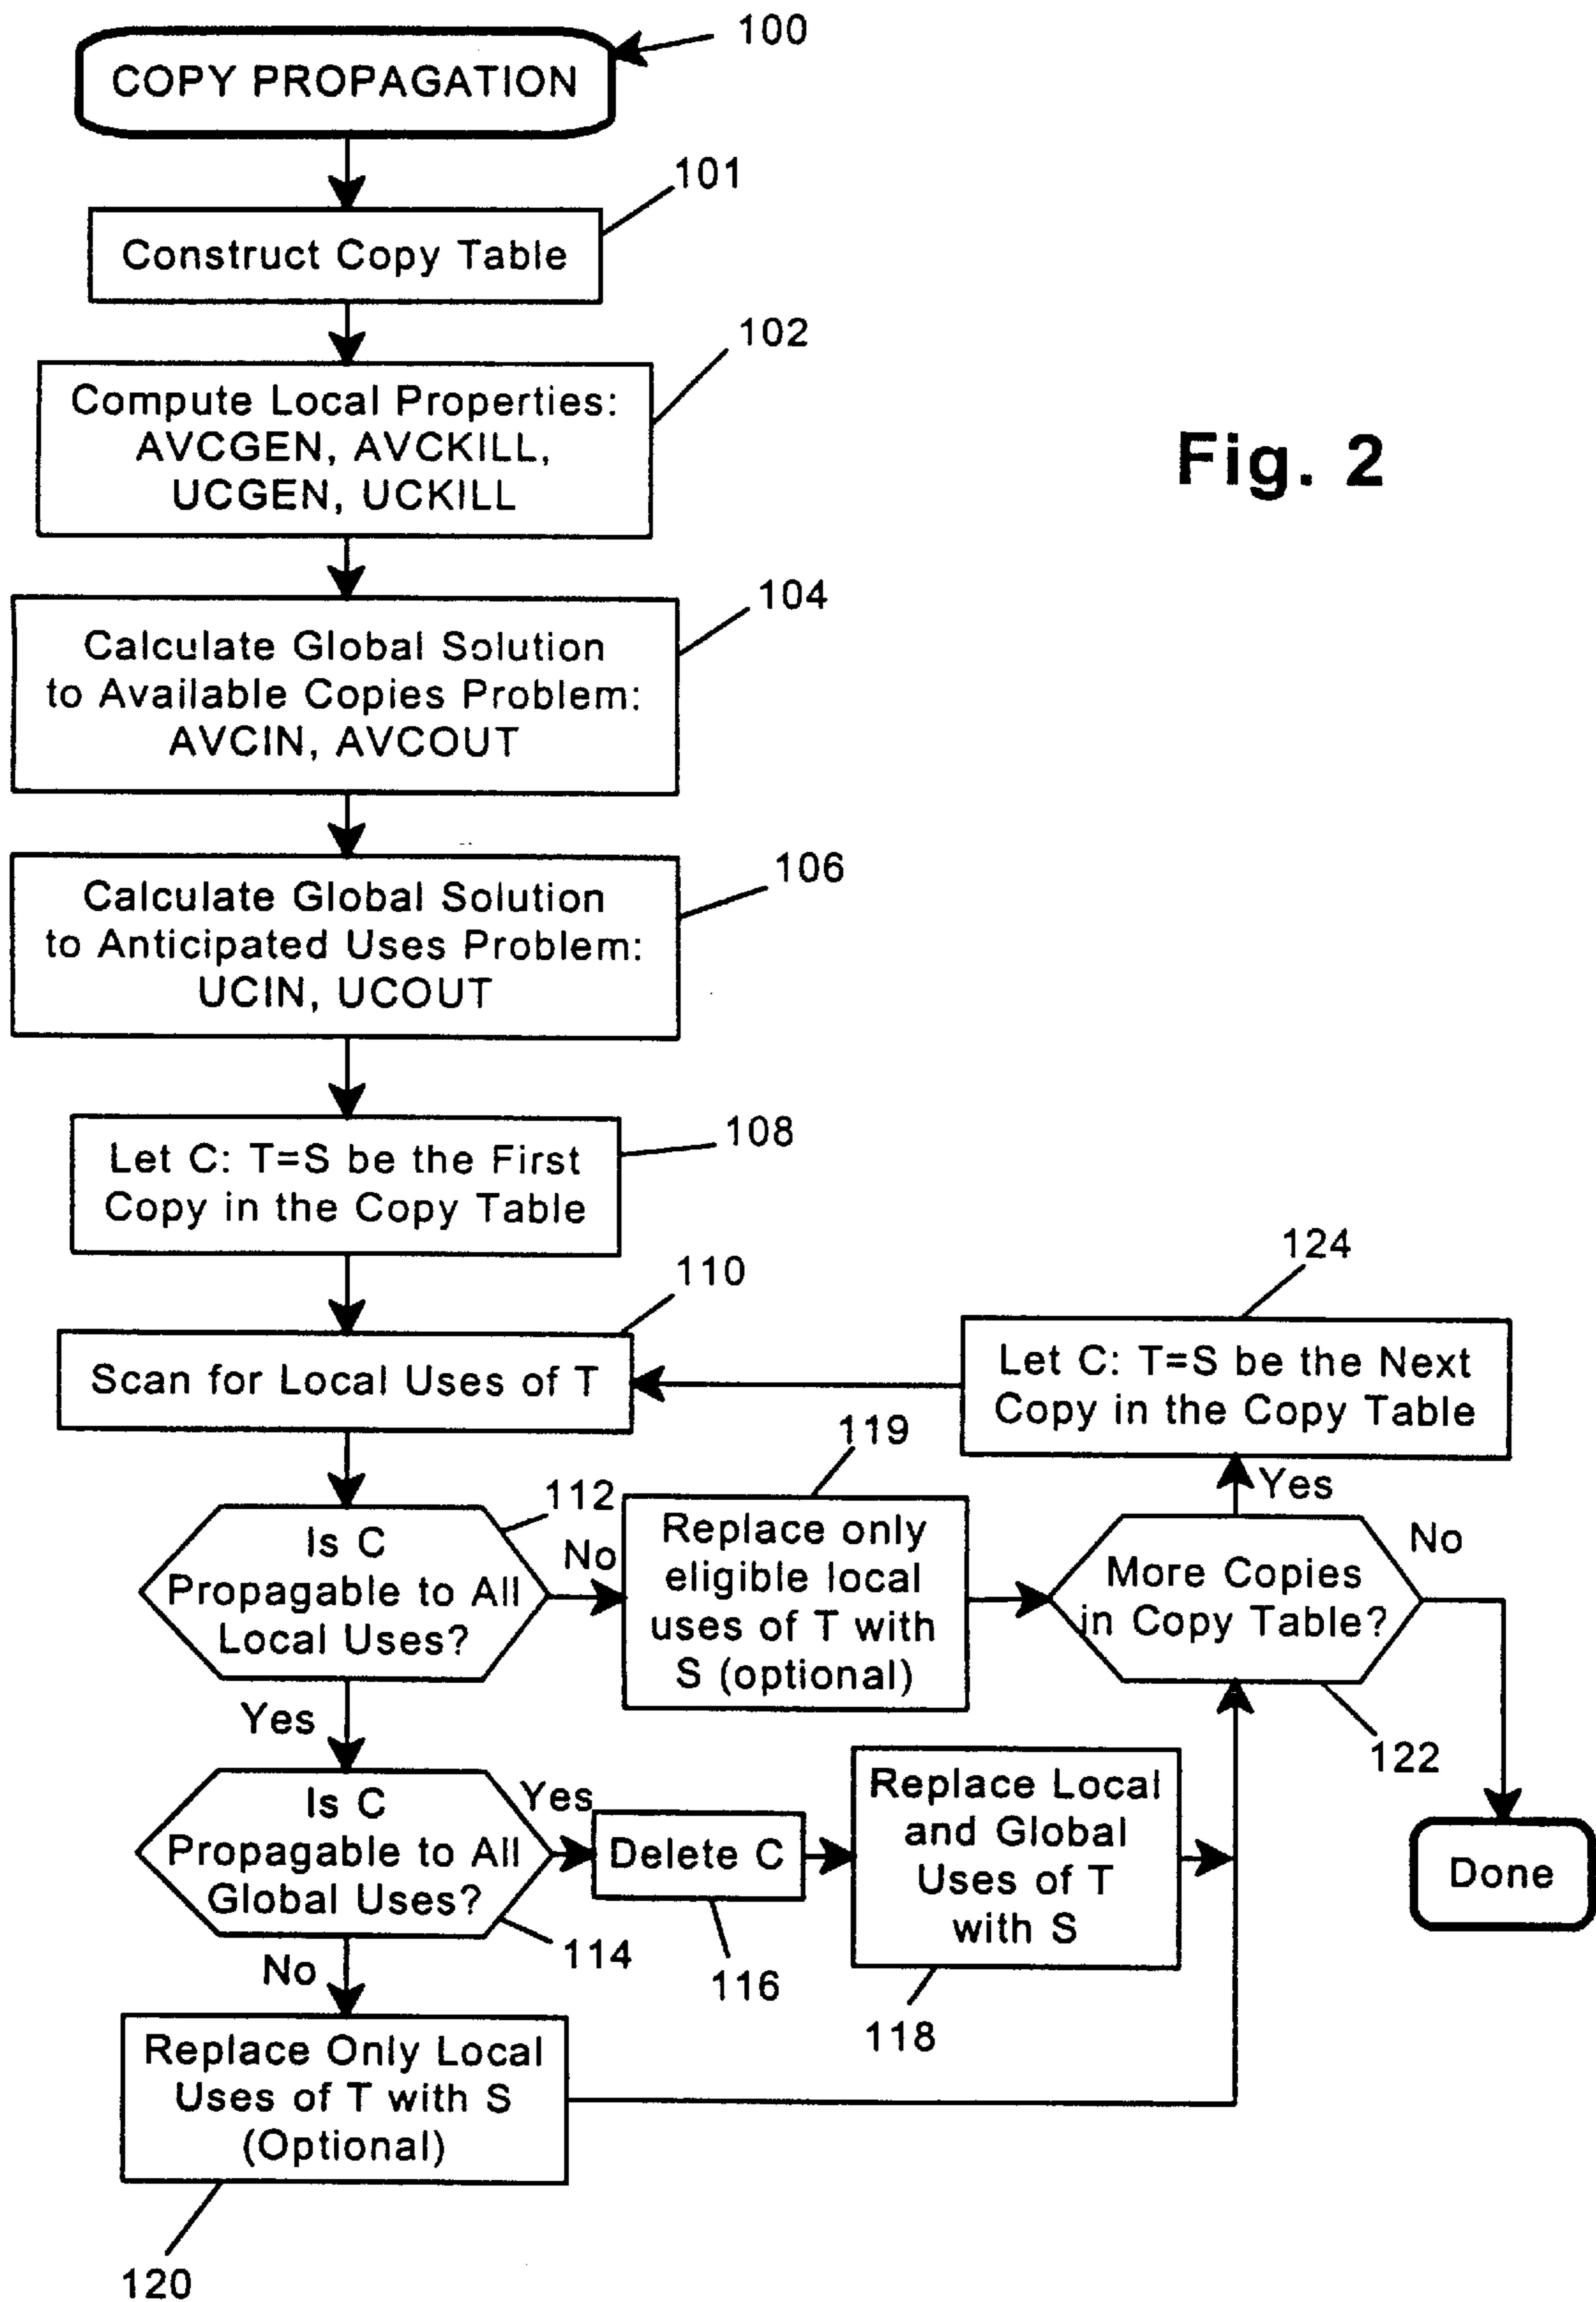 100
COPY PROPAGATION
101
Construct Copy Table
102
Compute Local Properties:
AVCGEN, AVCKILL,
UCGEN, UCKILL
Fig. 2
104
Calculate Global Solution
to Available Copies Problem:
AVCIN, AVCOUT
106
Calculate Global Solution
to Anticipated Uses Problem:
UCIN, UCOUT
108
Let C: T=S be the First
Copy in the Copy Table
110
Scan for Local Uses of T
124
Let C: T=S be the Next
Copy in the Copy Table
112
Is C
Propagable to All
Local Uses?
No
119
Replace only
eligible local
uses of T with
S (optional)
Yes
More Copies
in Copy Table?
No
122
Yes
Is C
Propagable to All
Global Uses?
114
Yes
Delete C
116
Replace Local
and Global
Uses of T
with S
118
Done
No
Replace Only Local
Uses of T with S
(Optional)
120